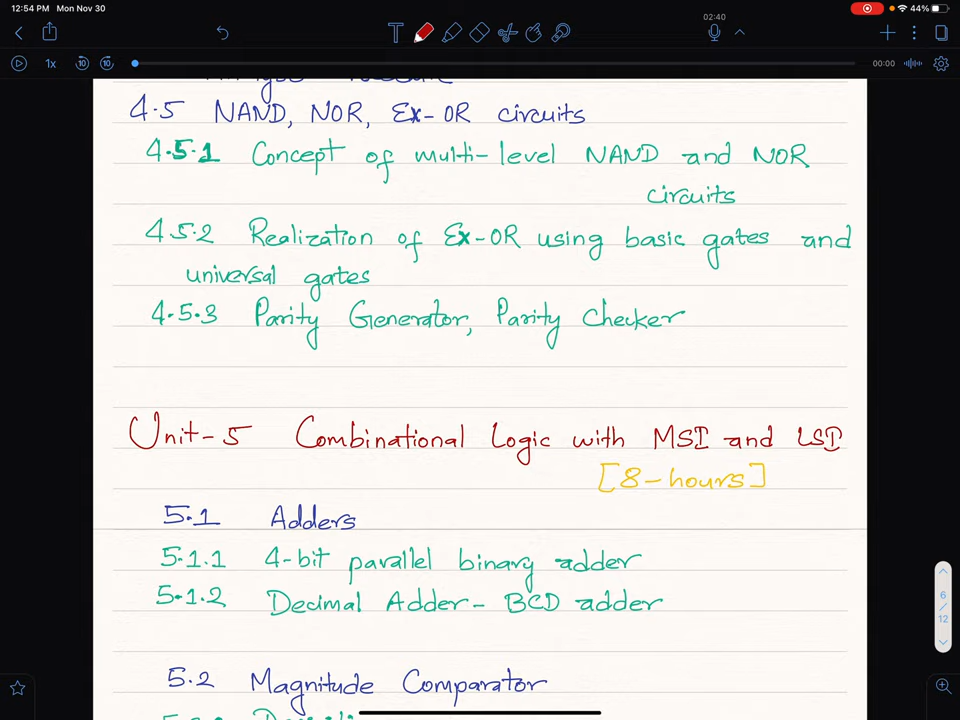 12:54 PM Mon Nov 30
44%
02:40
1x
10
10
00:00
4.5 NAND, NOR, Ex-OR circuits
4.5.1 Concept of multi-level NAND and NOR
circuits
4.5.2 Realization of Ex-OR using basic gates and
universal gates
4.5.3 Parity Generator, Parity Checker
Unit-5 Combinational Logic with MSI and LSI
[8-hours]
5.1 Adders
5.1.1 4-bit parallel binary adder
5.1.2 Decimal Adder- BCD adder
6
/
12
5.2 Magnitude Comparator